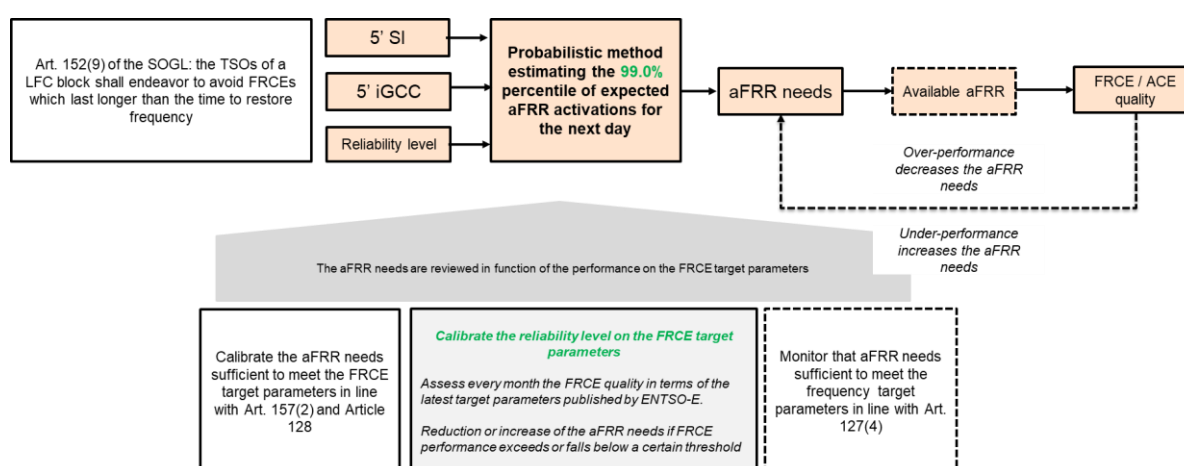 Art. 152(9) of the SOGL: the TSOs of a
LFC block shall endeavor to avoid FRCEs
which last longer than the time to restore
frequency
5' SI
5' iGCC
Reliability level
Probabilistic method
estimating the 99.0%
percentile of expected
aFRR activations for
the next day
aFRR needs
Available aFRR
FRCE / ACE
quality
Over-performance
decreases the aFRR
needs
Under-performance
increases the aFRR
needs
The aFRR needs are reviewed in function of the performance on the FRCE target parameters
Calibrate the aFRR needs
sufficient to meet the FRCE
target parameters in line
with Art. 157(2) and Article
128
Calibrate the reliability level on the FRCE target
parameters
Assess every month the FRCE quality in terms of the
latest target parameters published by ENTSO-E.
Reduction or increase of the aFRR needs if FRCE
performance exceeds or falls below a certain threshold
Monitor that aFRR needs
sufficient to meet the
frequency target
parameters in line with Art.
127(4)